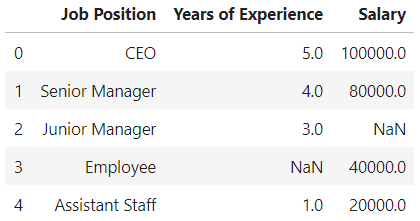 Job Position Years of Experience Salary
0 CEO 5.0 100000.0
1 Senior Manager 4.0 80000.0
2 Junior Manager 3.0 NaN
3 Employee NaN 40000.0
4 Assistant Staff 1.0 20000.0